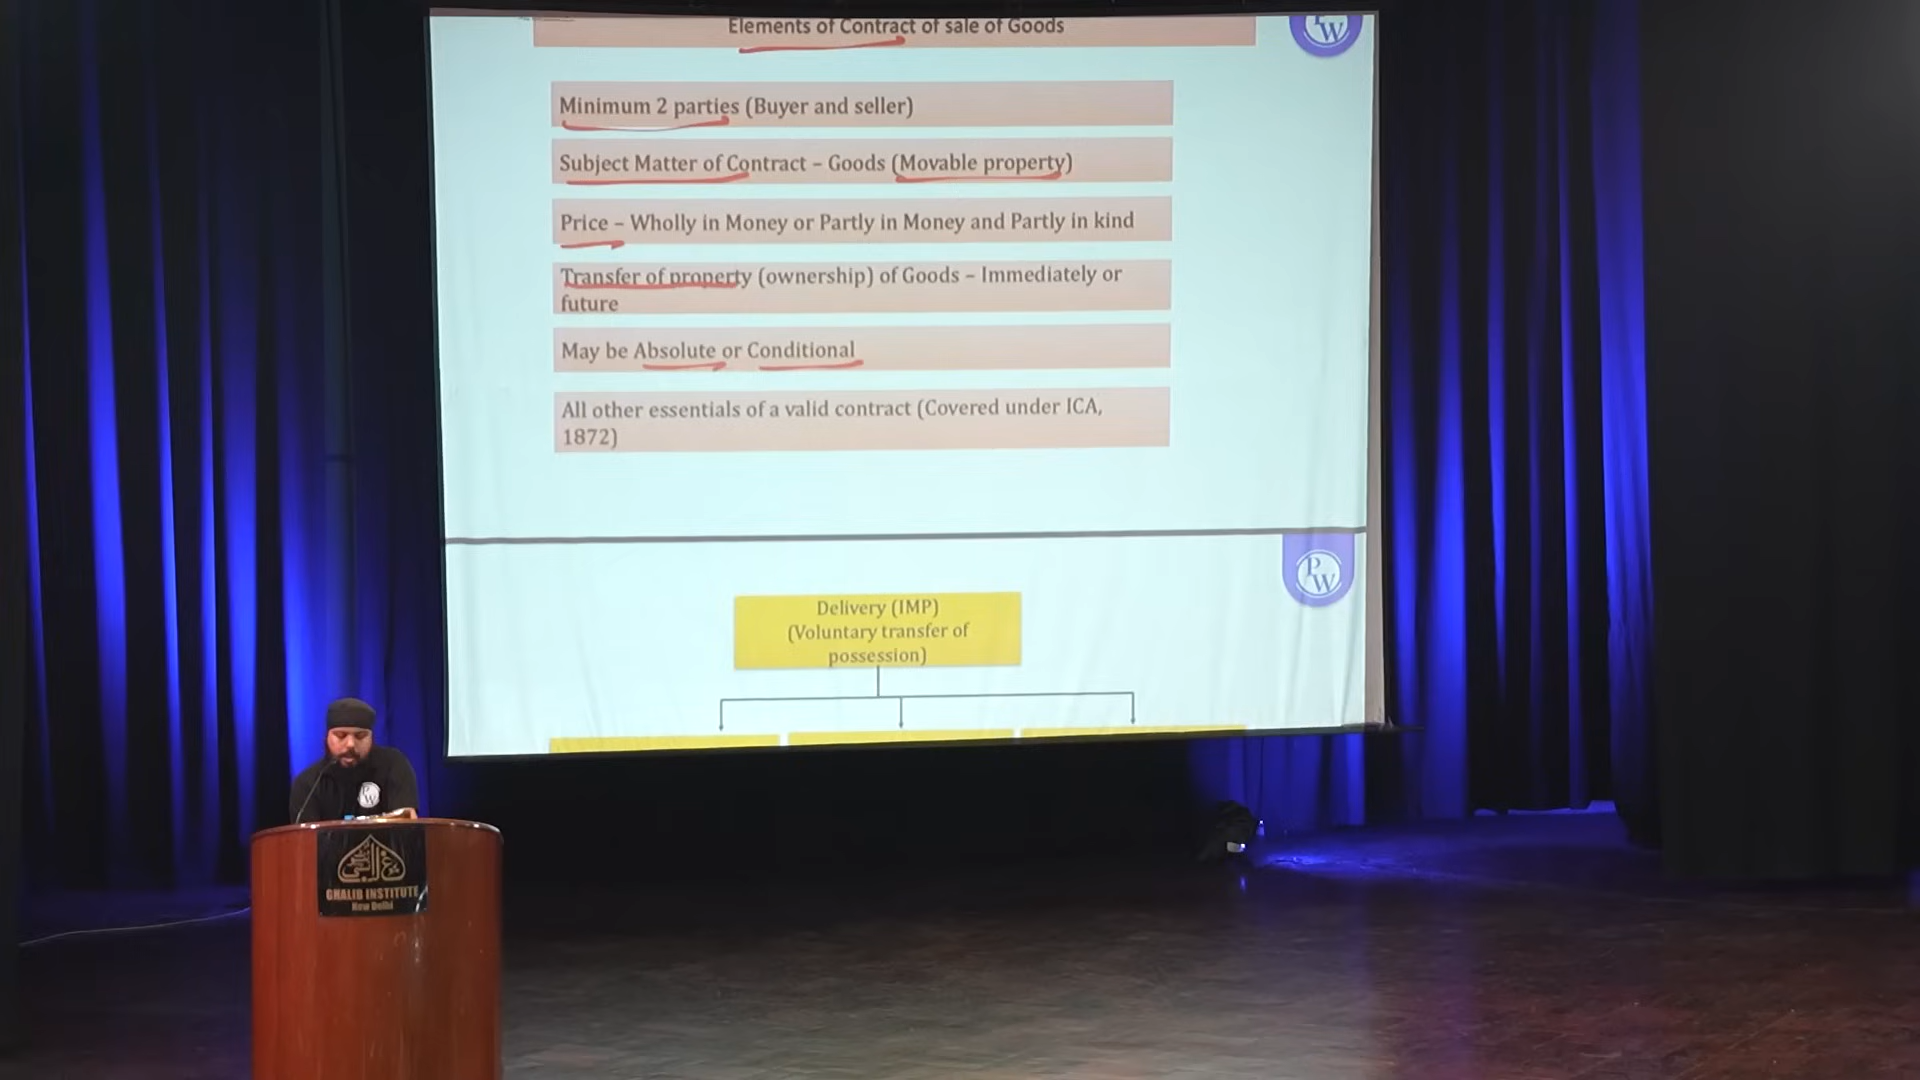 Elements of Contract of sale of Goods
PW
Minimum 2 parties (Buyer and seller)
Subject Matter of Contract – Goods (Movable property)
Price – Wholly in Money or Partly in Money and Partly in kind
Transfer of property (ownership) of Goods – Immediately or
future
May be Absolute or Conditional
All other essentials of a valid contract (Covered under ICA,
1872)
PW
Delivery (IMP)
(Voluntary transfer of
possession)
PW
GHALIB INSTITUTE
New Delhi